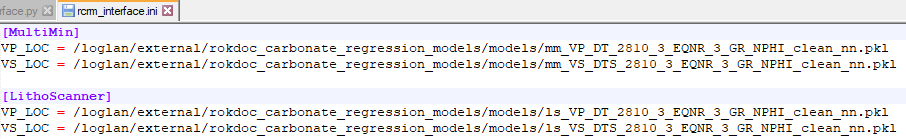 rface.py
rcrm_interface.ini
[MultiMin]
VP_LOC = /loglan/external/rokdoc_carbonate_regression_models/models/mm_VP_DT_2810_3_EQNR_3_GR_NPHI_clean_nn.pkl
VS_LOC = /loglan/external/rokdoc_carbonate_regression_models/models/mm_VS_DTS_2810_3_EQNR_3_GR_NPHI_clean_nn.pkl
[LithoScanner]
VP_LOC = /loglan/external/rokdoc_carbonate_regression_models/models/ls_VP_DT_2810_3_EQNR_3_GR_NPHI_clean_nn.pkl
VS_LOC = /loglan/external/rokdoc_carbonate_regression_models/models/ls_VS_DTS_2810_3_EQNR_3_GR_NPHI_clean_nn.pkl